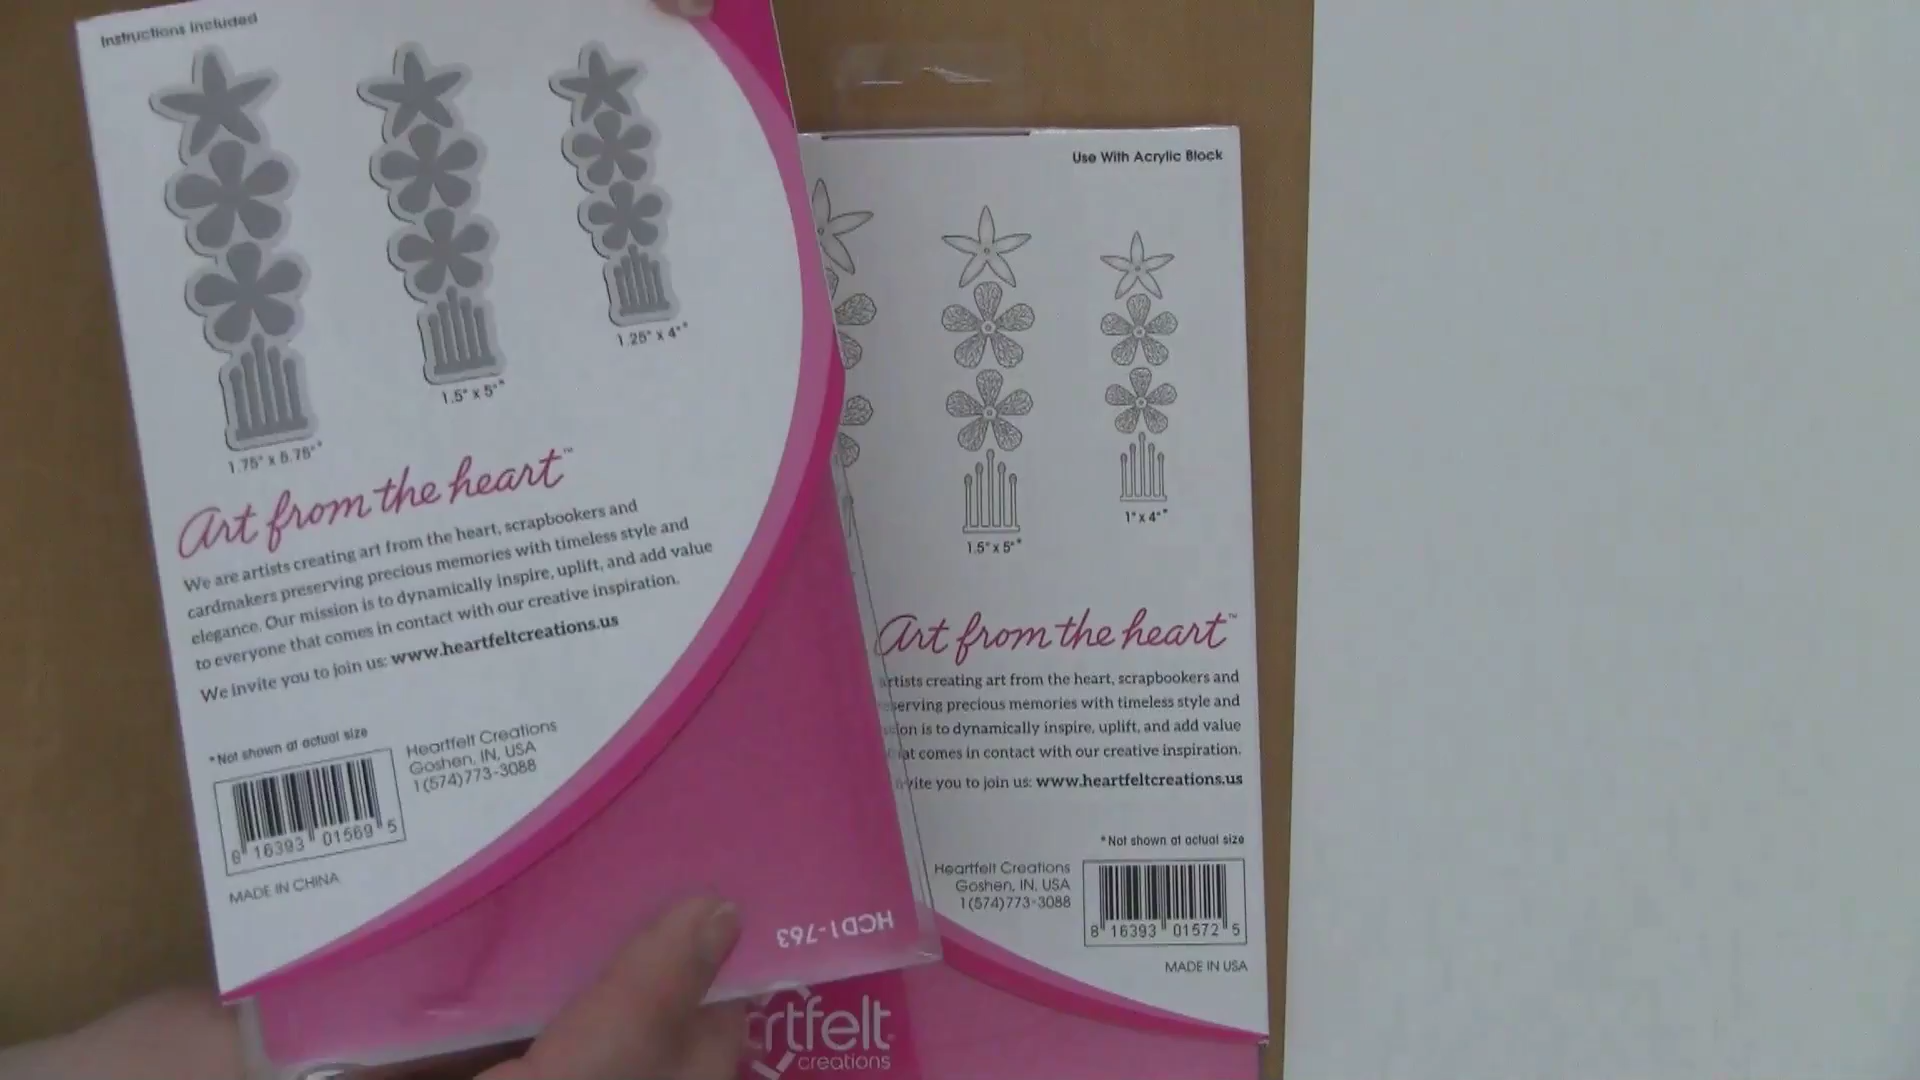 Instructions Included
1.75" x 5.75"*
1.5" x 5"*
1.25" x 4"*
Art from the heart™
We are artists creating art from the heart, scrapbookers and
cardmakers preserving precious memories with timeless style and
elegance. Our mission is to dynamically inspire, uplift, and add value
to everyone that comes in contact with our creative inspiration.
We invite you to join us: www.heartfeltcreations.us
*Not shown at actual size
Heartfelt Creations
Goshen, IN, USA
1(574)773-3088
8 16393 01569 5
MADE IN CHINA
HCD1-763
Use With Acrylic Block
1.5" x 5"*
1" x 4"*
Art from the heart™
artists creating art from the heart, scrapbookers and
serving precious memories with timeless style and
is to dynamically inspire, uplift, and add value
comes in contact with our creative inspiration.
you to join us: www.heartfeltcreations.us
*Not shown at actual size
Heartfelt Creations
Goshen, IN, USA
1(574)773-3088
8 16393 01572 5
MADE IN USA
rtfelt
creations